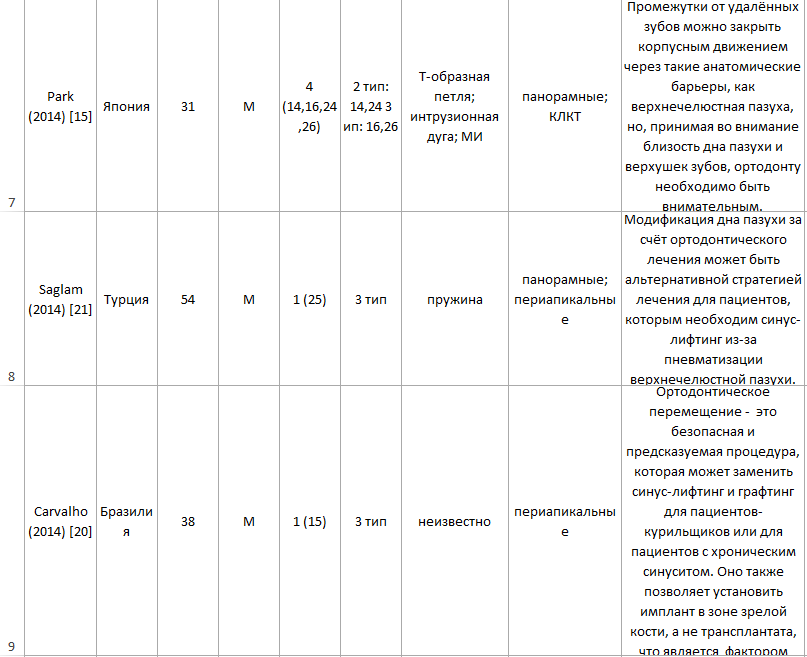 7
Park
(2014) [15]
Япония
31
М
4
(14,16,24
,26)
2 тип:
14,24 3
ип: 16,26
Т-образная
петля;
интрузионная
дуга; МИ
панорамные;
КЛКТ
Промежутки от удалённых
зубов можно закрыть
корпусным движением
через такие анатомические
барьеры, как
верхнечелюстная пазуха,
но, принимая во внимание
близость дна пазухи и
верхушек зубов, ортодонту
необходимо быть
внимательным.
8
Saglam
(2014) [21]
Турция
54
М
1 (25)
3 тип
пружина
панорамные;
периапикальны
е
Модификация дна пазухи за
счёт ортодонтического
лечения может быть
альтернативной стратегией
лечения для пациентов,
которым необходим синус-
лифтинг из-за
пневматизации
верхнечелюстной пазухи.
9
Carvalho
(2014) [20]
Бразили
я
38
М
1 (15)
3 тип
неизвестно
периапикальны
е
Ортодонтическое
перемещение - это
безопасная и
предсказуемая процедура,
которая может заменить
синус-лифтинг и графтинг
для пациентов-
курильщиков или для
пациентов с хроническим
синуситом. Оно также
позволяет установить
имплант в зоне зрелой
кости, а не трансплантата,
что является фактором